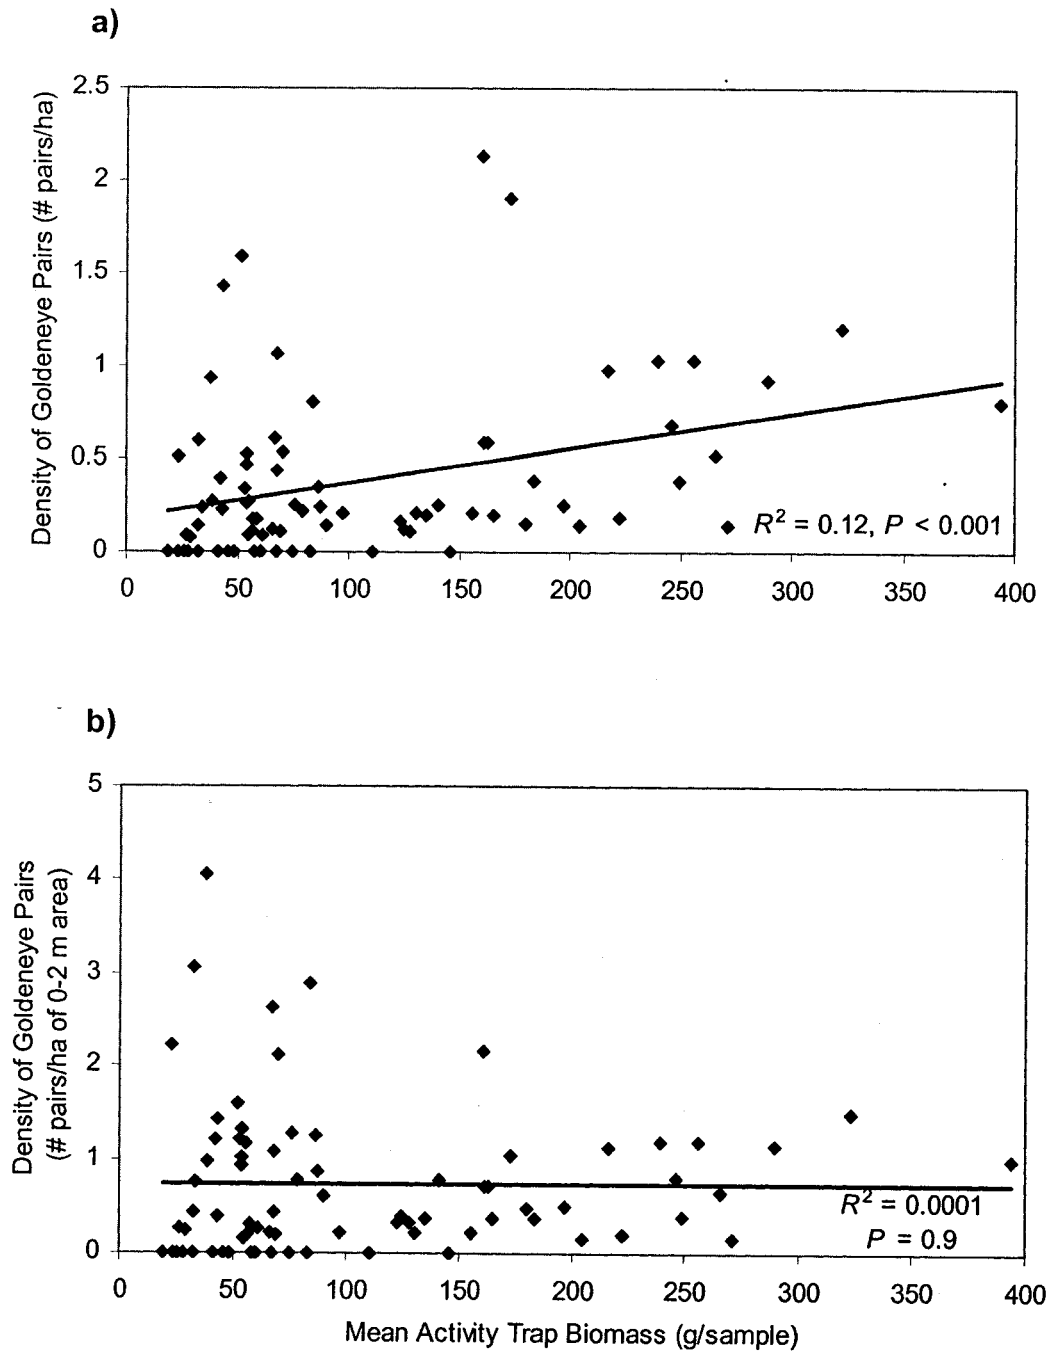 a)
Density of Goldeneye Pairs (# pairs/ha)
2.5
2
1.5
1
0.5
0
R² = 0.12, P < 0.001
0 50 100 150 200 250 300 350 400
b)
Density of Goldeneye Pairs
(# pairs/ha of 0-2 m area)
5
4
3
2
1
0
R² = 0.0001
P = 0.9
0 50 100 150 200 250 300 350 400
Mean Activity Trap Biomass (g/sample)